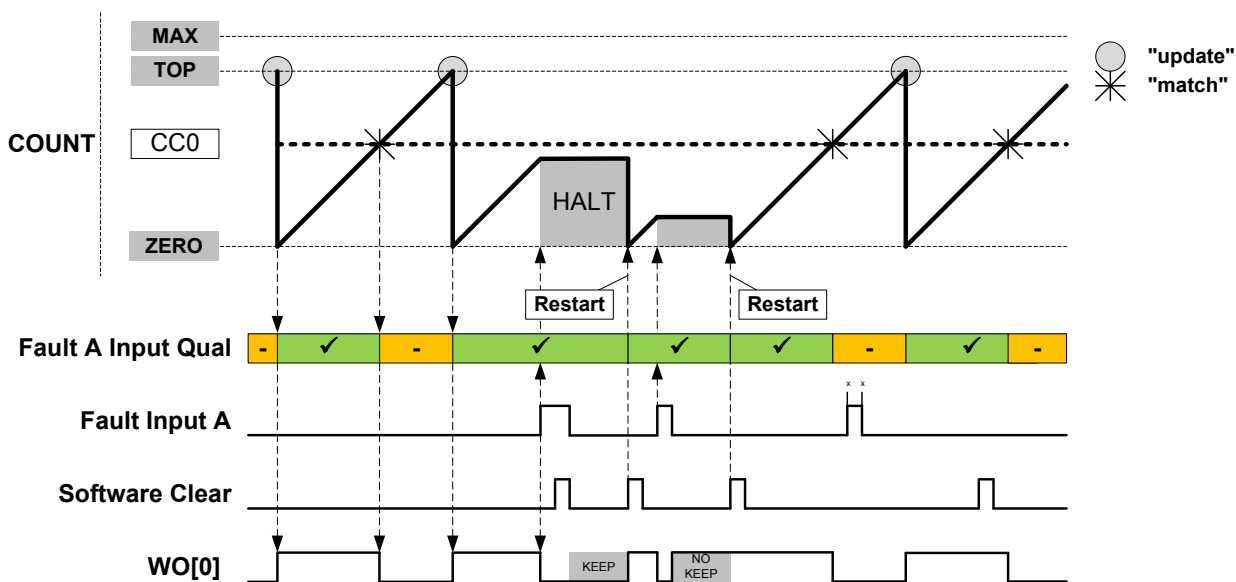 MAX
TOP
"update"
"match"
COUNT
CC0
HALT
ZERO
Restart
Restart
Fault A Input Qual
-
✓
-
✓
✓
✓
-
✓
-
x x
Fault Input A
Software Clear
WO[0]
KEEP
NO
KEEP